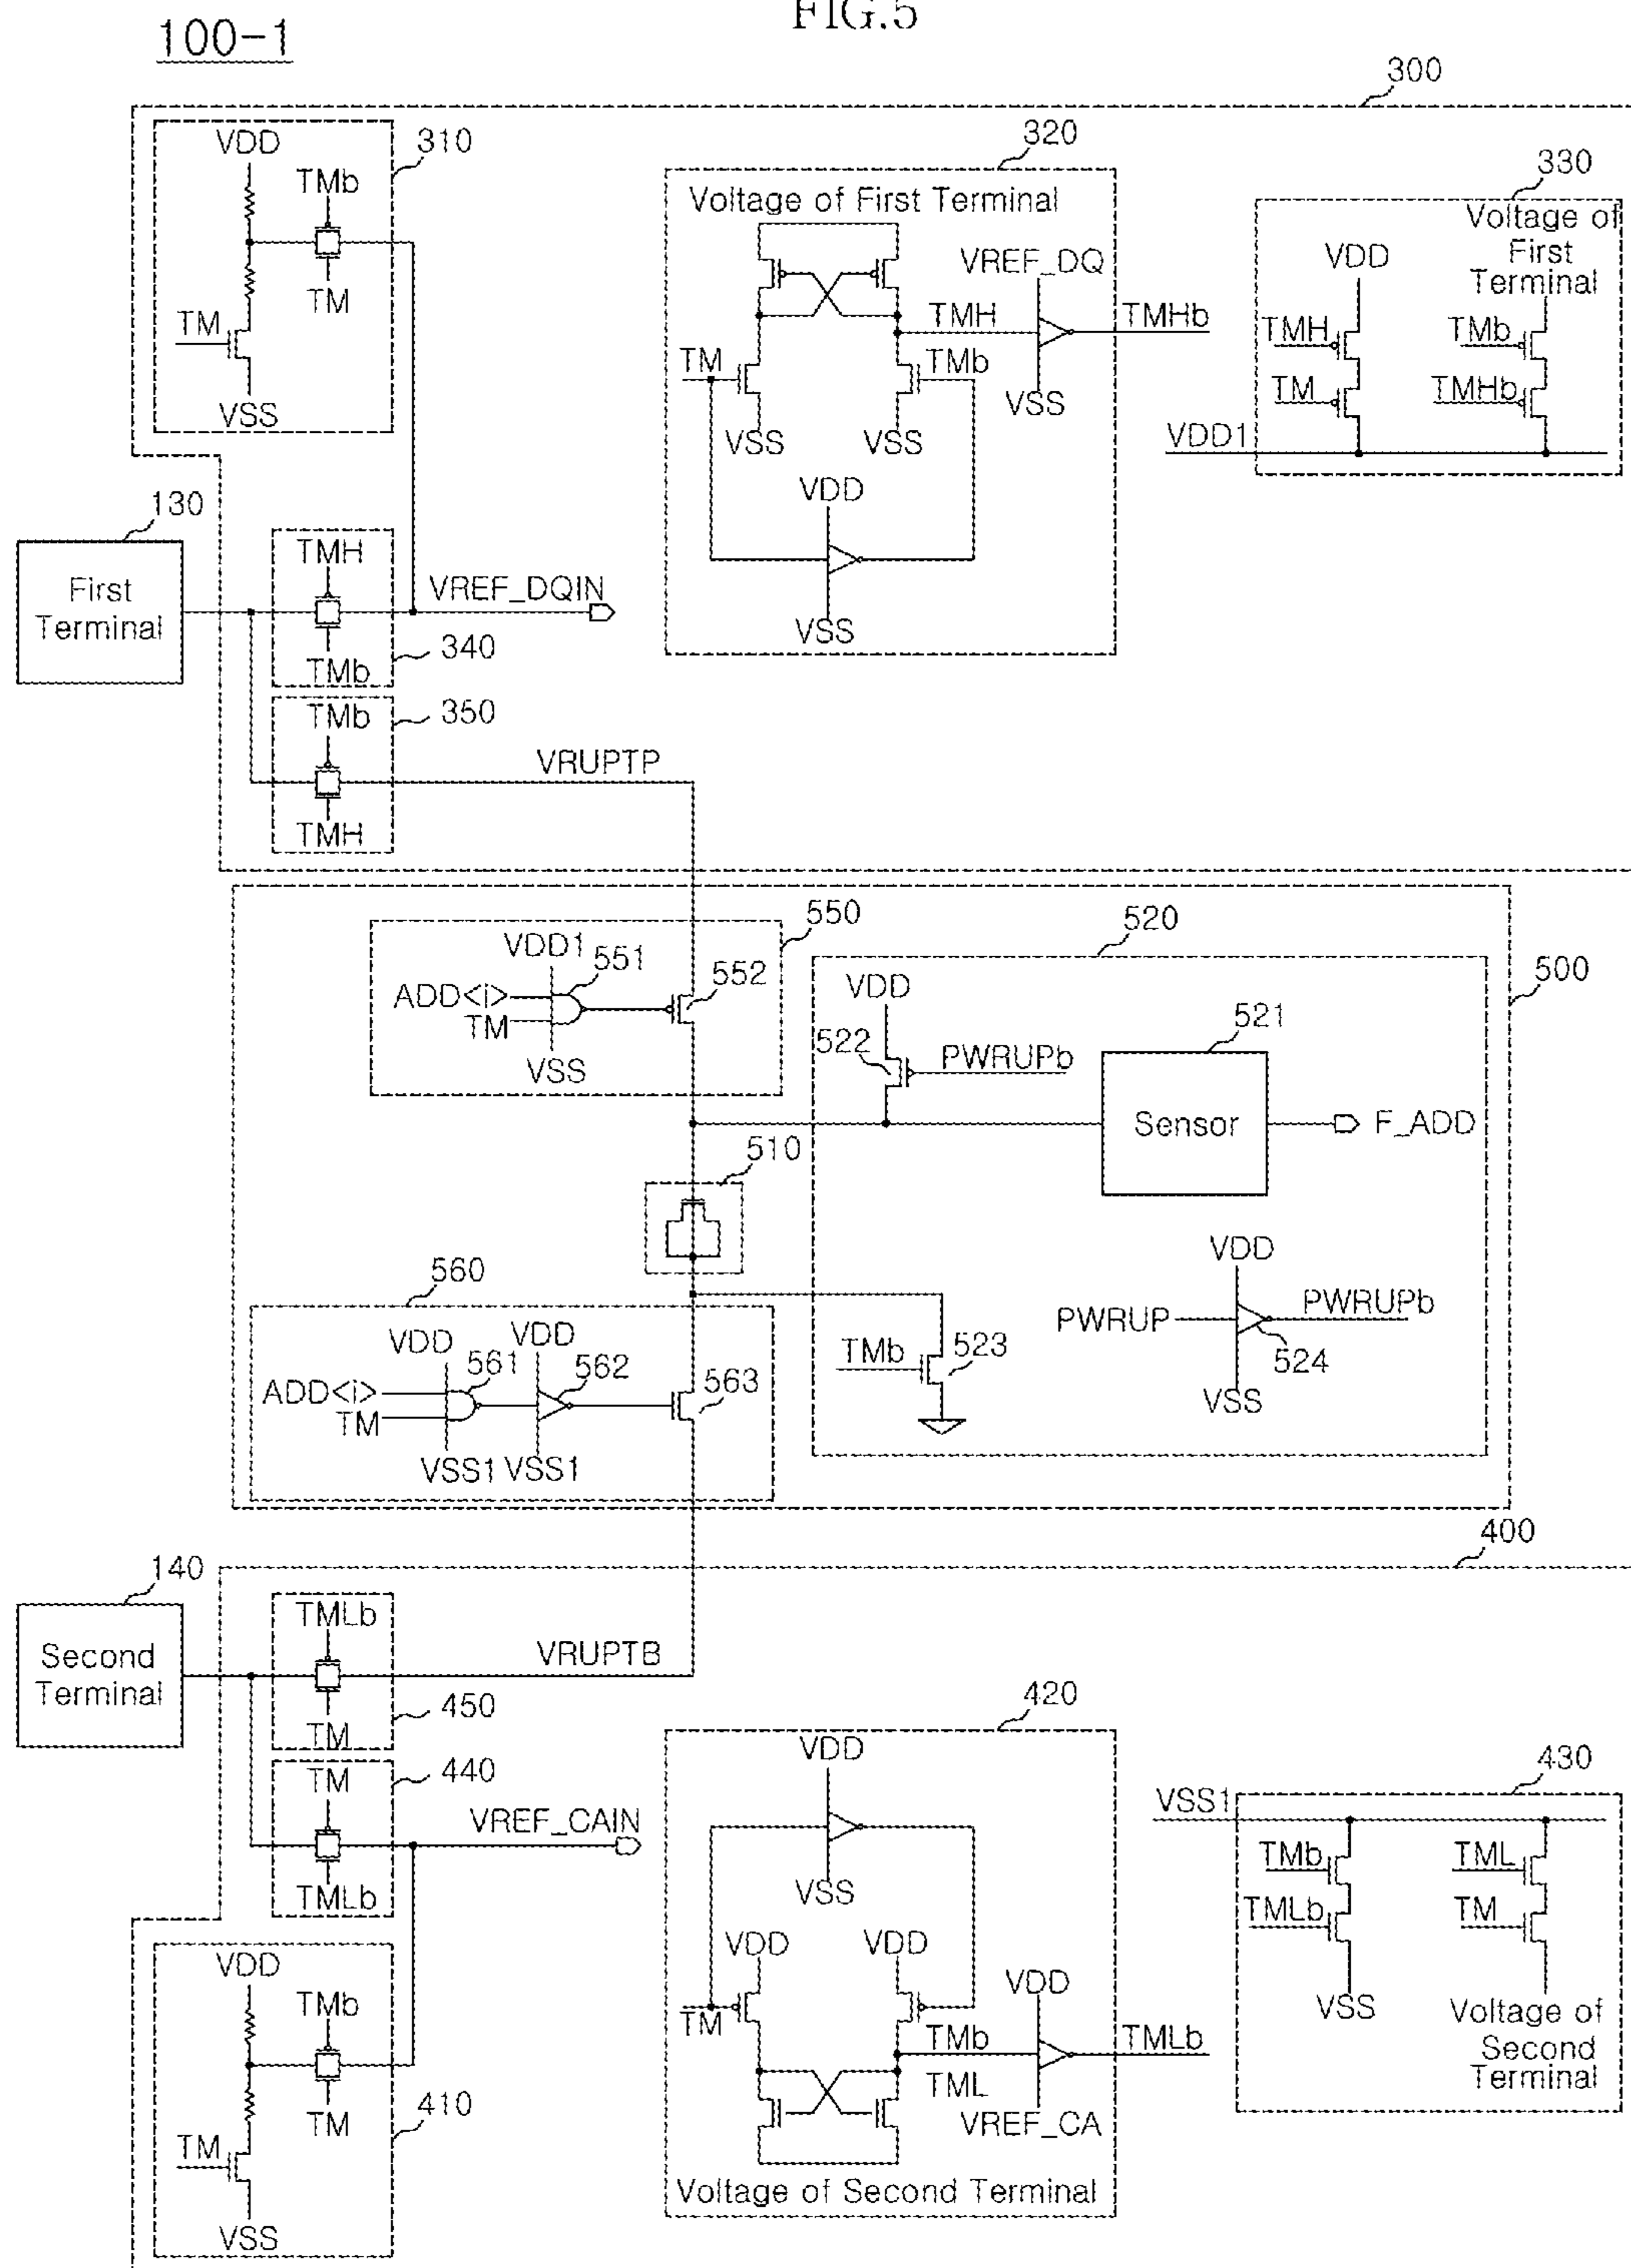 FIG.5
100-1
300
310
VDD
TMb
TM
TM
VSS
320
Voltage of First Terminal
VREF_DQ
TMH
TMHb
TM
TMb
VSS
VSS
VSS
VDD
VSS
330
Voltage of
First
Terminal
VDD
TMH
TMb
TM
TMHb
VDD1
130
First
Terminal
TMH
TMb
340
VREF_DQIN
TMb
350
TMH
VRUPTP
500
550
VDD1
551
552
ADD<i>
TM
VSS
520
VDD
522
PWRUPb
521
Sensor
F_ADD
510
VDD
PWRUP
PWRUPb
524
VSS
TMb
523
560
VDD
VDD
561
562
563
ADD<i>
TM
VSS1
VSS1
400
140
Second
Terminal
TMLb
TM
450
VRUPTB
TM
440
TMLb
VREF_CAIN
410
VDD
TMb
TM
TM
VSS
420
VDD
VSS
VDD
VDD
VDD
TM
TMb
TMLb
TML
VREF_CA
Voltage of Second Terminal
430
VSS1
TMb
TML
TMLb
TM
VSS
Voltage of
Second
Terminal